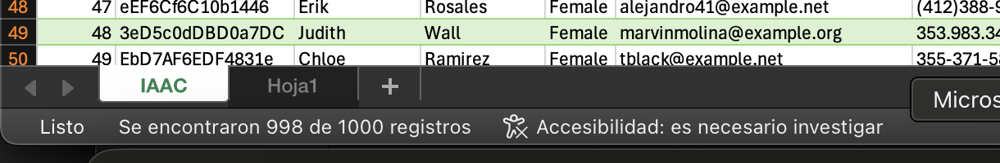 48 47 eEF6Cf6C10b1446 Erik Rosales Female alejandro41@example.net (412)388-9
49 48 3eD5c0dDBD0a7DC Judith Wall Female marvinmolina@example.org 353.983.34
50 49 EbD7AF6EDF4831e Chloe Ramirez Female tblack@example.net 355-371-5
IAAC Hoja1 +
Micros
Listo Se encontraron 998 de 1000 registros Accesibilidad: es necesario investigar